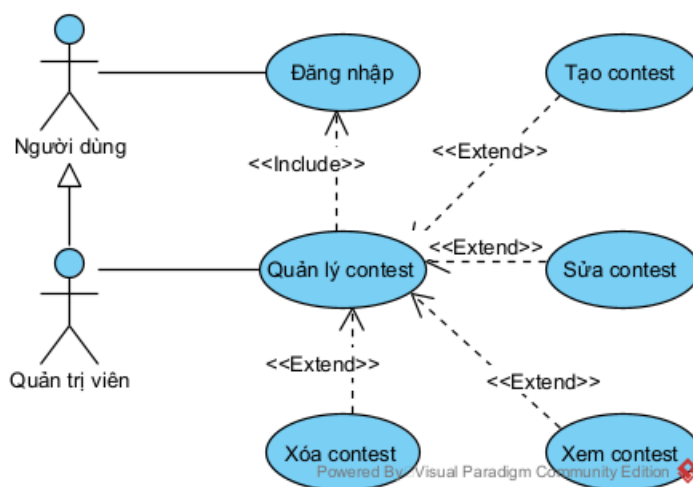 Đăng nhập
Tạo contest
Người dùng
<<Include>>
<<Extend>>
<<Extend>>
Quản lý contest
Sửa contest
Quản trị viên
<<Extend>>
<<Extend>>
Xóa contest
Xem contest
Powered By: Visual Paradigm Community Edition